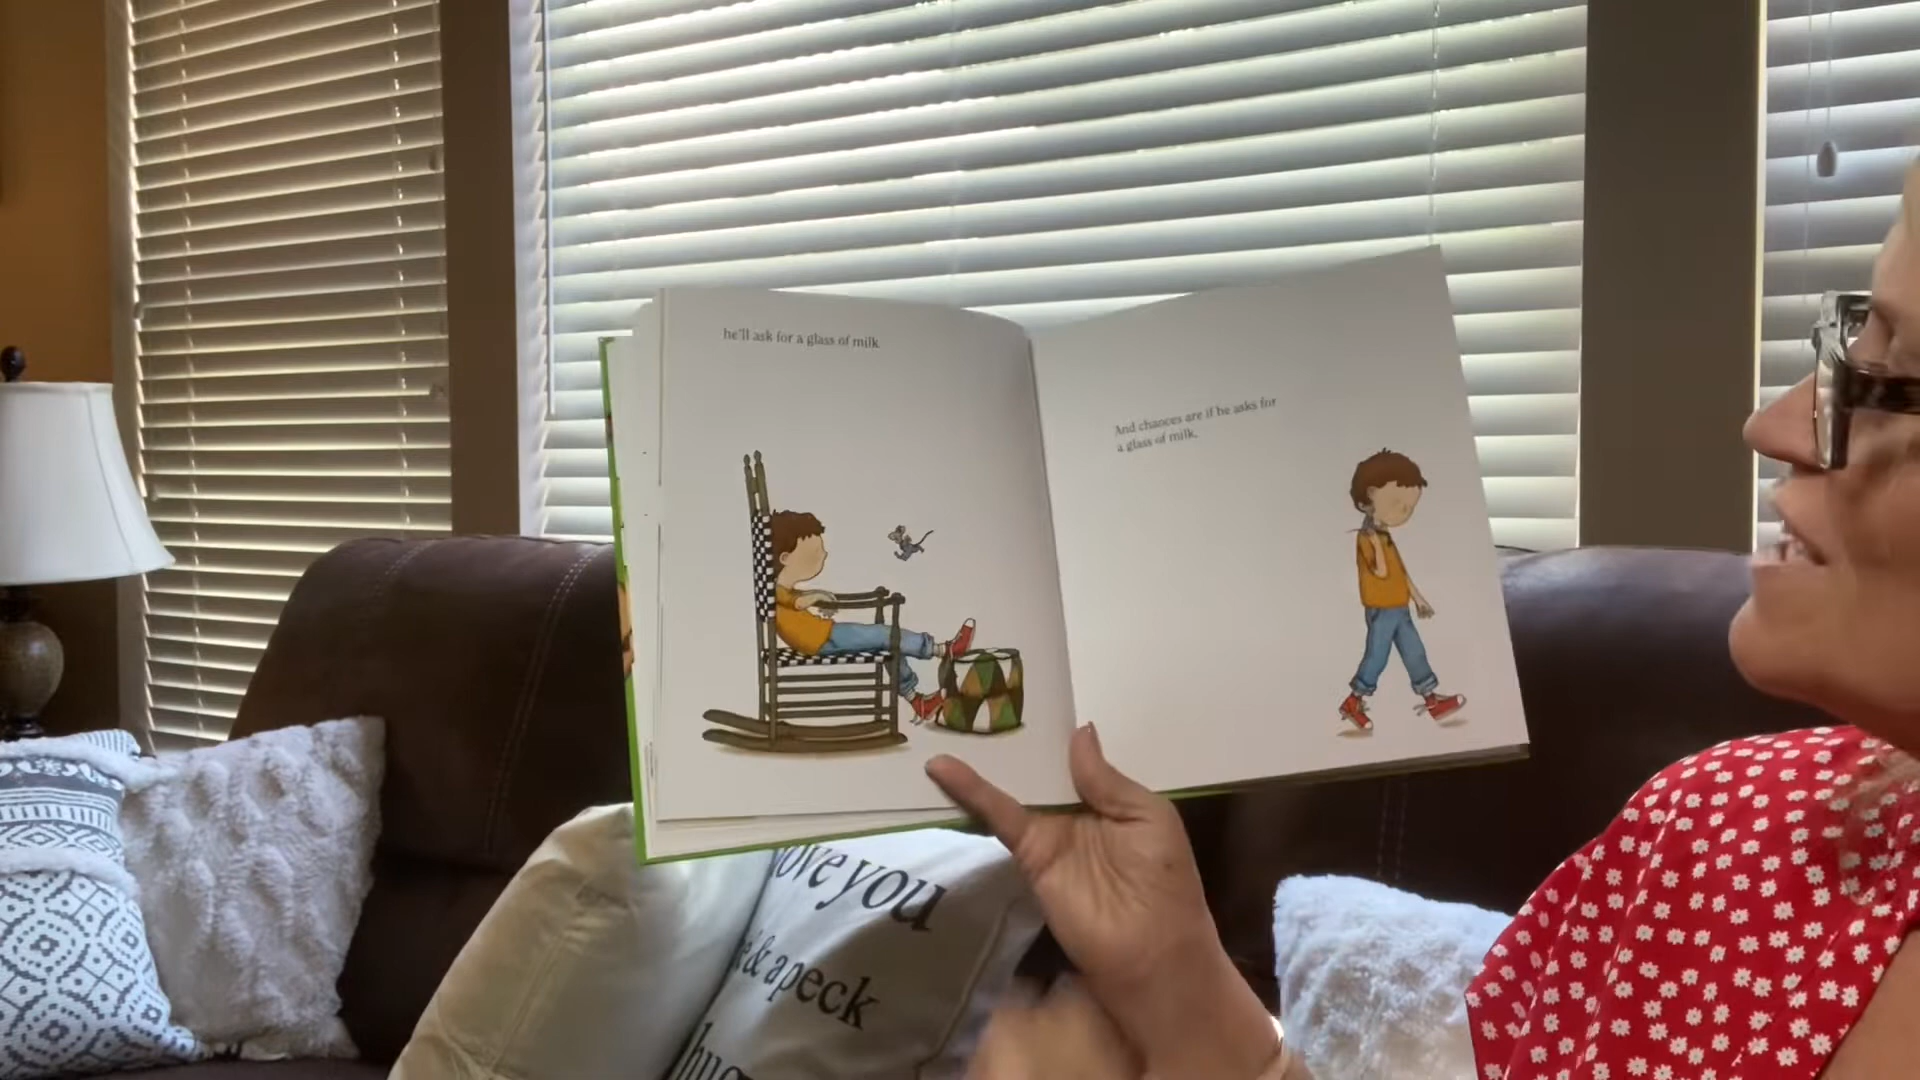 he'll ask for a glass of milk.
And chances are if he asks for
a glass of milk,
love you
& a peck
hug